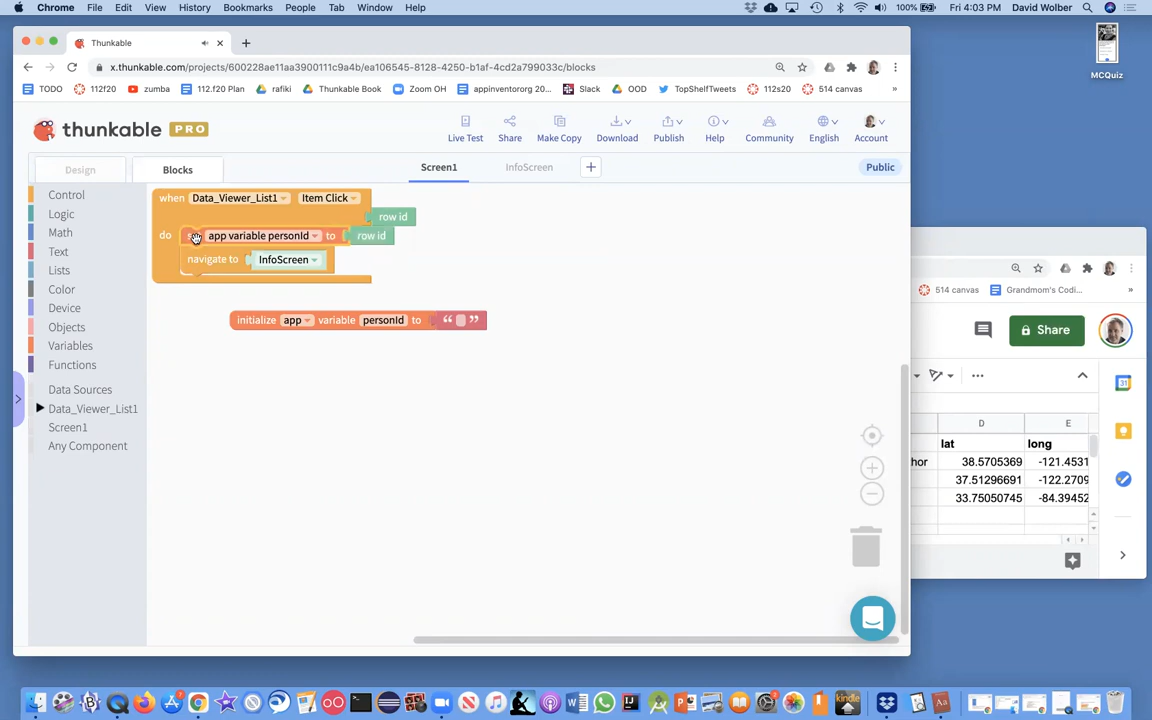 Chrome File Edit View History Bookmarks People Tab Window Help 100% Fri 4:03 PM David Wolber
Thunkable
x.thunkable.com/projects/600228ae11aa3900111c9a4b/ea106545-8128-4250-b1af-4cd2a799033c/blocks
TODO 112f20 zumba 112.f20 Plan rafiki Thunkable Book Zoom OH appinventororg 20... Slack OOD TopShelfTweets 112s20 514 canvas »
thunkable PRO
Live Test Share Make Copy Download Publish Help Community English Account
Design Blocks Screen1 InfoScreen Public
Control
Logic
Math
Text
Lists
Color
Device
Objects
Variables
Functions
Data Sources
Data_Viewer_List1
Screen1
Any Component
when Data_Viewer_List1 Item Click
row id
do app variable personId to row id
navigate to InfoScreen
initialize app variable personId to “ ”
MCQuiz
514 canvas Grandmom's Codi... »
Share
D E
lat long
hor 38.5705369 -121.4531
37.51296691 -122.2709
33.75050745 -84.39452
kindle
Aa